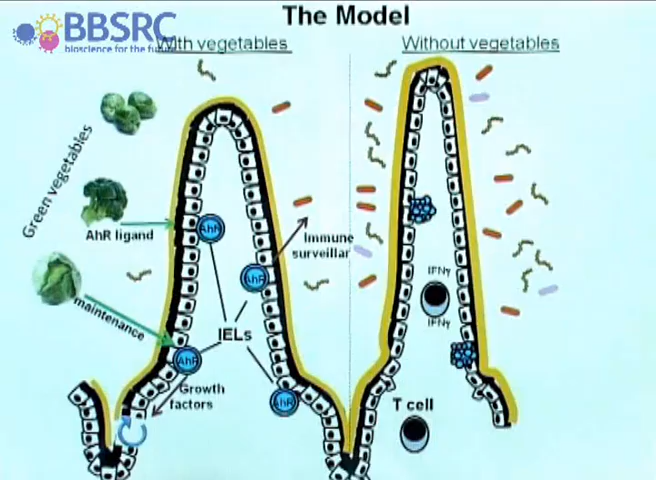 The Model
BBSRC
bioscience for the futu
With vegetables
Without vegetables
Green vegetables
AhR ligand
maintenance
AhR
AhR
AhR
AhR
Immune
surveillar
IELs
Growth
factors
IFNγ
IFNγ
T cell